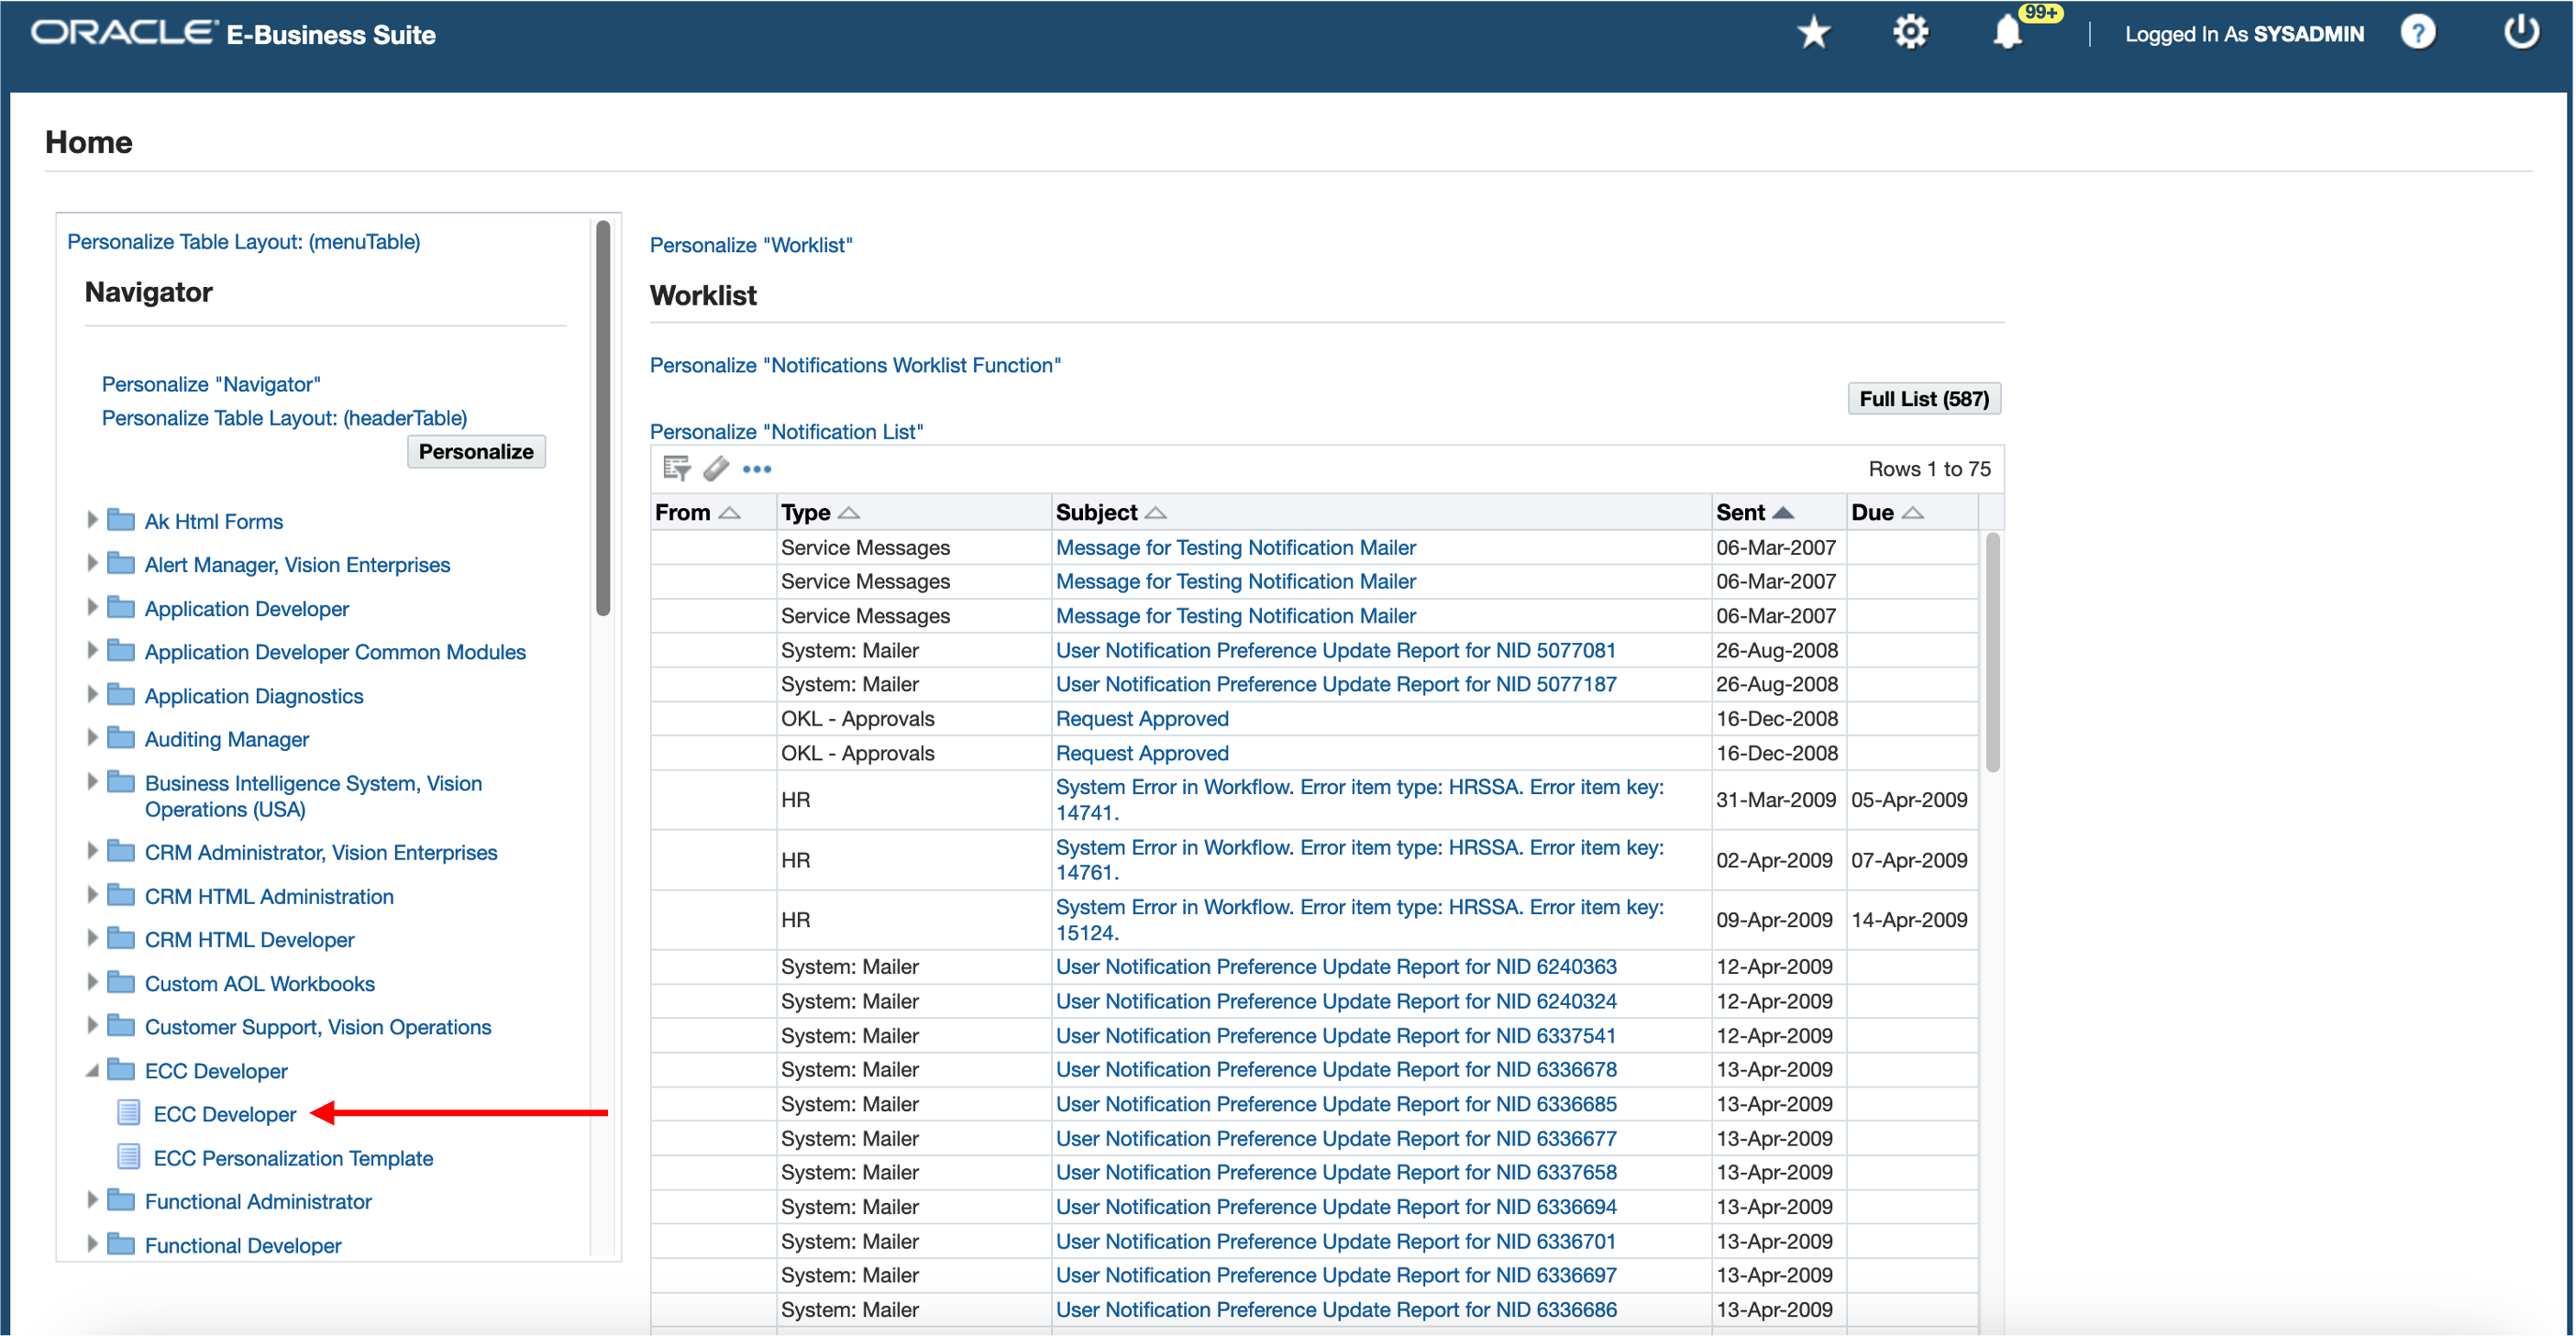 ORACLE E-Business Suite
99+
Logged In As SYSADMIN
?
Home
Personalize Table Layout: (menuTable)
Navigator
Personalize "Navigator"
Personalize Table Layout: (headerTable)
Personalize
Ak Html Forms
Alert Manager, Vision Enterprises
Application Developer
Application Developer Common Modules
Application Diagnostics
Auditing Manager
Business Intelligence System, Vision
Operations (USA)
CRM Administrator, Vision Enterprises
CRM HTML Administration
CRM HTML Developer
Custom AOL Workbooks
Customer Support, Vision Operations
ECC Developer
ECC Developer
ECC Personalization Template
Functional Administrator
Functional Developer
Personalize "Worklist"
Worklist
Personalize "Notifications Worklist Function"
Full List (587)
Personalize "Notification List"
Rows 1 to 75
From Type Subject Sent Due
Service Messages Message for Testing Notification Mailer 06-Mar-2007
Service Messages Message for Testing Notification Mailer 06-Mar-2007
Service Messages Message for Testing Notification Mailer 06-Mar-2007
System: Mailer User Notification Preference Update Report for NID 5077081 26-Aug-2008
System: Mailer User Notification Preference Update Report for NID 5077187 26-Aug-2008
OKL - Approvals Request Approved 16-Dec-2008
OKL - Approvals Request Approved 16-Dec-2008
HR System Error in Workflow. Error item type: HRSSA. Error item key: 31-Mar-2009 05-Apr-2009
14741.
HR System Error in Workflow. Error item type: HRSSA. Error item key: 02-Apr-2009 07-Apr-2009
14761.
HR System Error in Workflow. Error item type: HRSSA. Error item key: 09-Apr-2009 14-Apr-2009
15124.
System: Mailer User Notification Preference Update Report for NID 6240363 12-Apr-2009
System: Mailer User Notification Preference Update Report for NID 6240324 12-Apr-2009
System: Mailer User Notification Preference Update Report for NID 6337541 12-Apr-2009
System: Mailer User Notification Preference Update Report for NID 6336678 13-Apr-2009
System: Mailer User Notification Preference Update Report for NID 6336685 13-Apr-2009
System: Mailer User Notification Preference Update Report for NID 6336677 13-Apr-2009
System: Mailer User Notification Preference Update Report for NID 6337658 13-Apr-2009
System: Mailer User Notification Preference Update Report for NID 6336694 13-Apr-2009
System: Mailer User Notification Preference Update Report for NID 6336701 13-Apr-2009
System: Mailer User Notification Preference Update Report for NID 6336697 13-Apr-2009
System: Mailer User Notification Preference Update Report for NID 6336686 13-Apr-2009